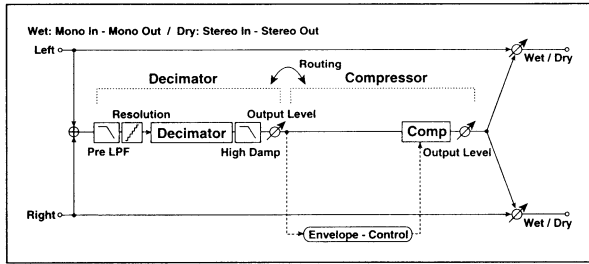 Wet: Mono In - Mono Out / Dry: Stereo In - Stereo Out
Left
Wet / Dry
Routing
Decimator
Compressor
Resolution
Output Level
Decimator
Comp
Pre LPF
High Damp
Output Level
Right
Wet / Dry
Envelope - Control